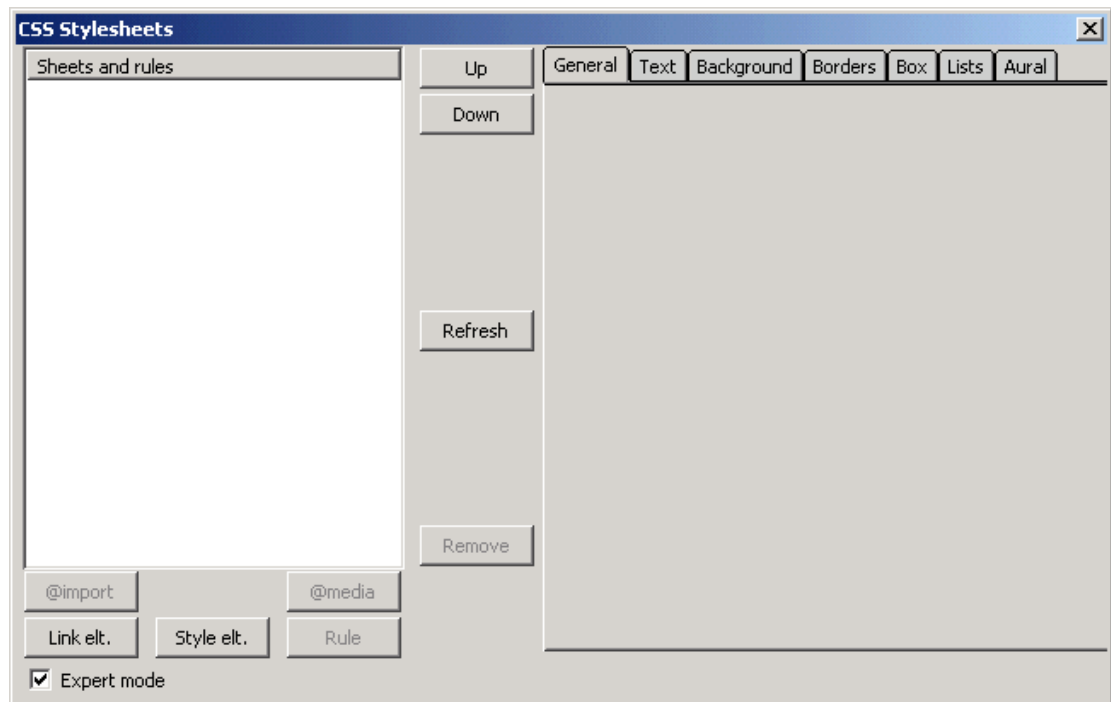 CSS Stylesheets
Sheets and rules
Up
Down
Refresh
Remove
@import
@media
Link elt.
Style elt.
Rule
Expert mode
General Text Background Borders Box Lists Aural